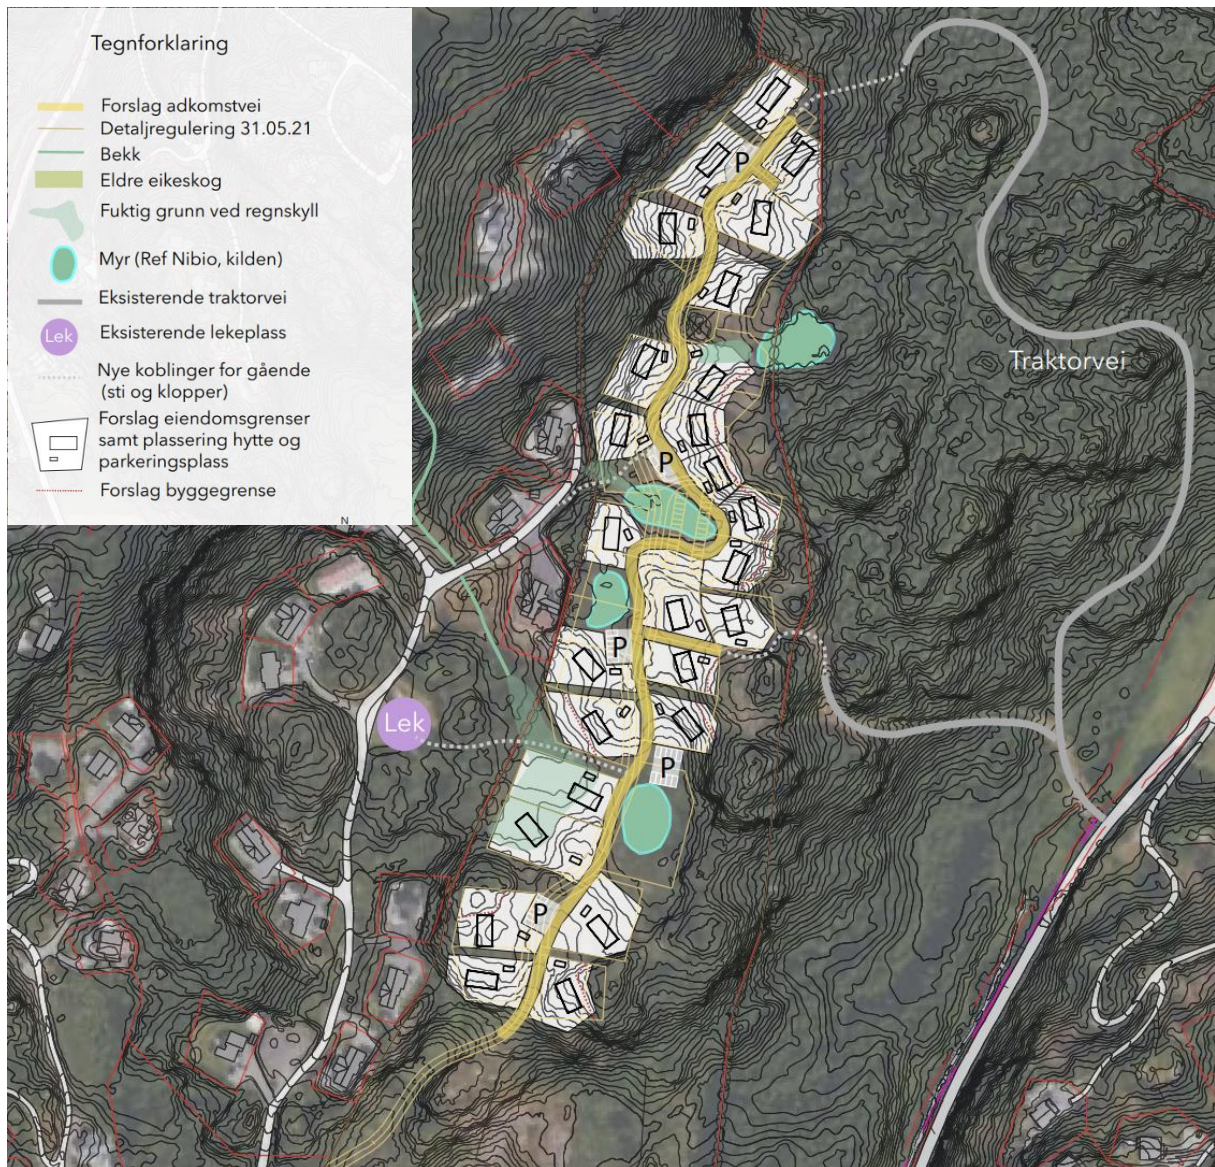 Tegnforklaring
Forslag adkomstvei
Detaljregulering 31.05.21
Bekk
Eldre eikeskog
Fuktig grunn ved regnskyll
Myr (Ref Nibio, kilden)
Eksisterende traktorvei
Lek
Eksisterende lekeplass
Nye koblinger for gående
(sti og klopper)
Forslag eiendomsgrenser
samt plassering hytte og
parkeringsplass
Forslag byggegrense
N
P
Traktorvei
P
P
Lek
P
P